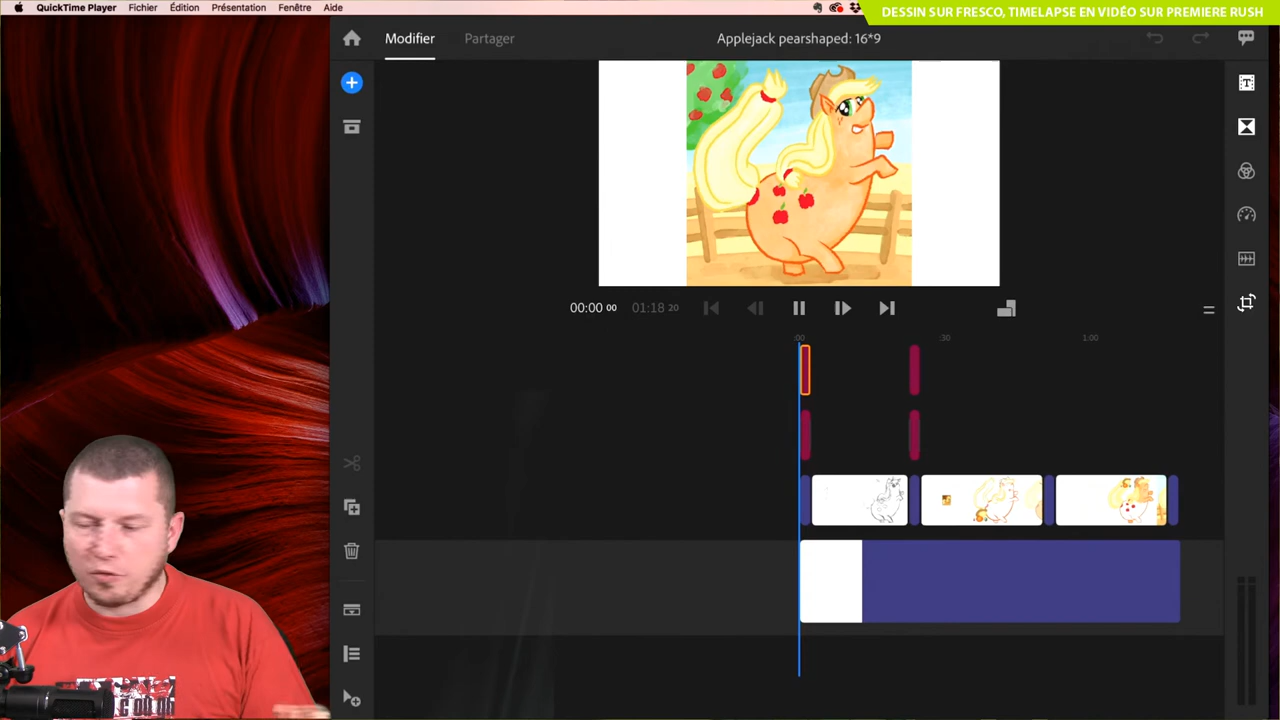 QuickTime Player Fichier Édition Présentation Fenêtre Aide
DESSIN SUR FRESCO, TIMELAPSE EN VIDÉO SUR PREMIERE RUSH
Modifier Partager Applejack pearshaped: 16*9
00:00 00 01:18 20
:00 :30 1:00